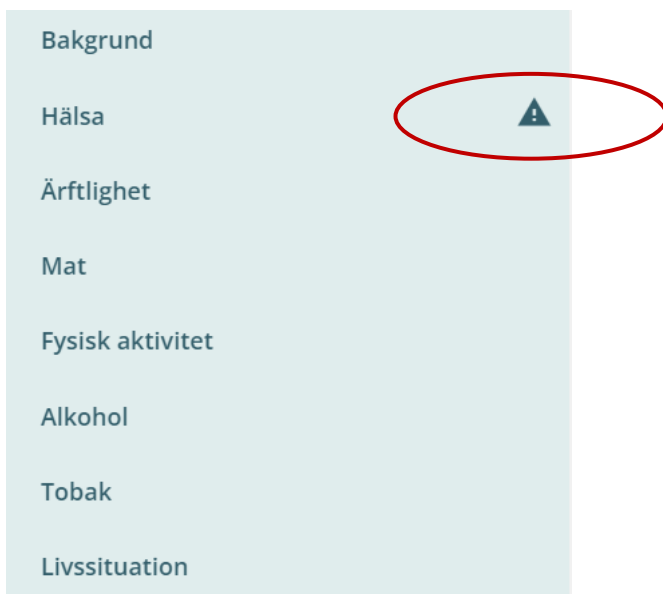 Bakgrund
Hälsa
Ärftlighet
Mat
Fysisk aktivitet
Alkohol
Tobak
Livssituation